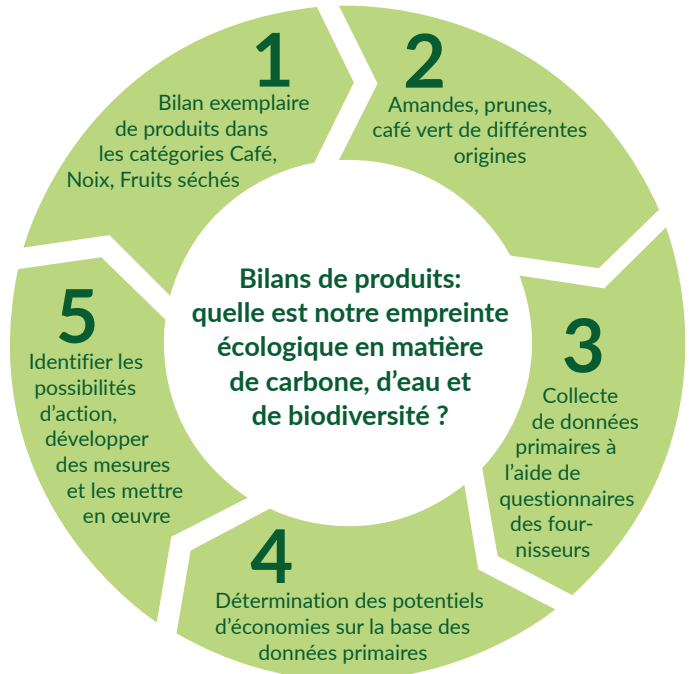 1
Bilan exemplaire
de produits dans
les catégories Café,
Noix, Fruits séchés
2
Amandes, prunes,
café vert de différentes
origines
3
Collecte
de données
primaires à
l'aide de
questionnaires
des four-
nisseurs
4
Détermination des potentiels
d'économies sur la base des
données primaires
5
Identifier les
possibilités
d'action,
développer
des mesures
et les mettre
en œuvre
Bilans de produits:
quelle est notre empreinte
écologique en matière
de carbone, d'eau et
de biodiversité ?